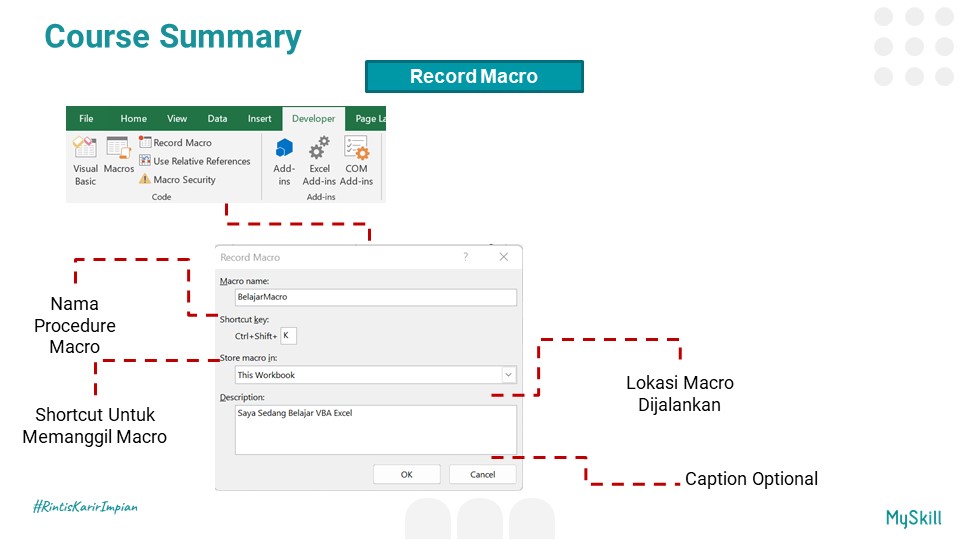 Course Summary
Record Macro
File Home View Data Insert Developer Page La
Visual Basic
Macros
Record Macro
Use Relative References
Macro Security
Code
Add-ins
Excel Add-ins
COM Add-ins
Add-ins
Record Macro ?
Macro name:
BelajarMacro
Shortcut key:
Ctrl+Shift+ K
Store macro in:
This Workbook
Description:
Saya Sedang Belajar VBA Excel
OK Cancel
Nama
Procedure
Macro
Shortcut Untuk
Memanggil Macro
Lokasi Macro
Dijalankan
Caption Optional
#RintisKarirImpian
MySkill